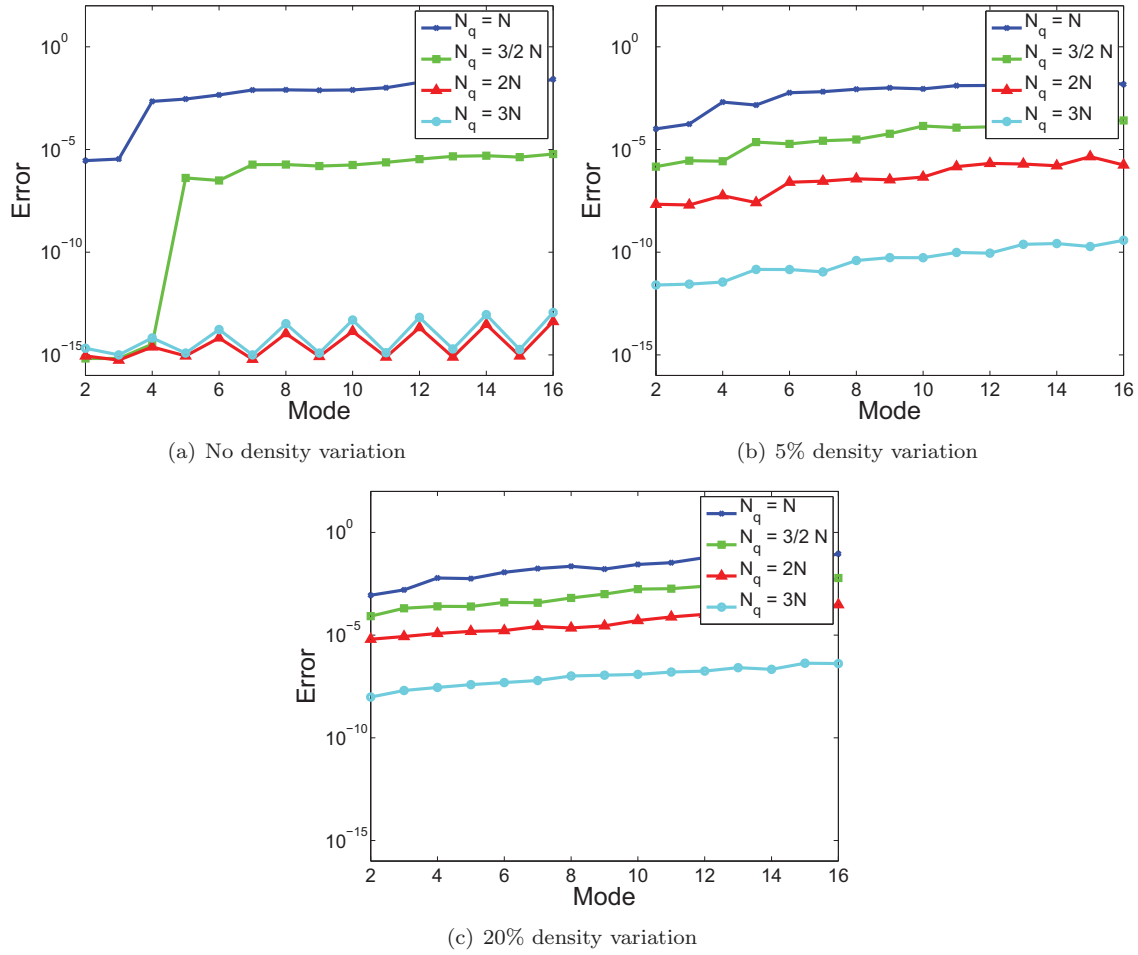 10^0
10^-5
10^-10
10^-15
Error
2 4 6 8 10 12 14 16
Mode
N_q = N
N_q = 3/2 N
N_q = 2N
N_q = 3N
(a) No density variation
10^0
10^-5
10^-10
10^-15
Error
2 4 6 8 10 12 14 16
Mode
N_q = N
N_q = 3/2 N
N_q = 2N
N_q = 3N
(b) 5% density variation
10^0
10^-5
10^-10
10^-15
Error
2 4 6 8 10 12 14 16
Mode
N_q = N
N_q = 3/2 N
N_q = 2N
N_q = 3N
(c) 20% density variation